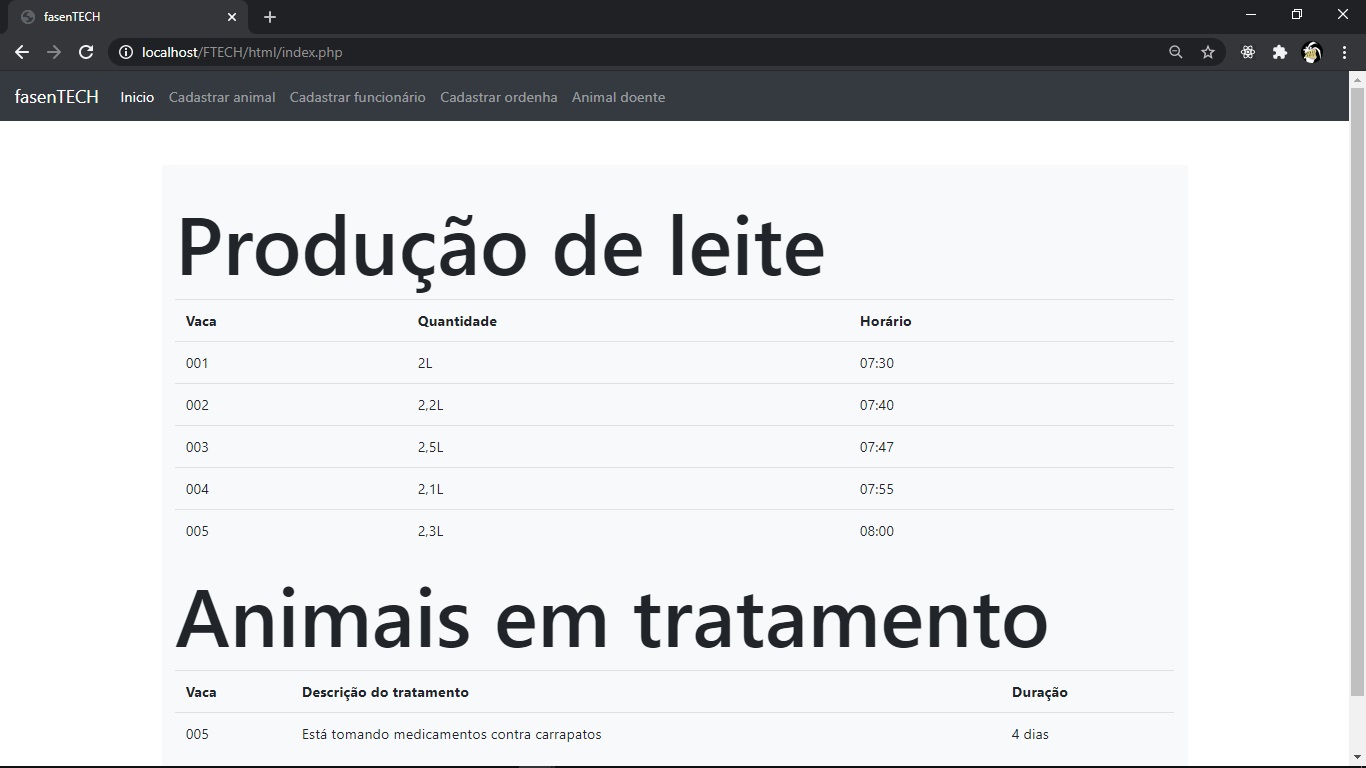 fasenTECH
localhost/FTECH/html/index.php
fasenTECH Inicio Cadastrar animal Cadastrar funcionário Cadastrar ordenha Animal doente
Produção de leite
Vaca Quantidade Horário
001 2L 07:30
002 2,2L 07:40
003 2,5L 07:47
004 2,1L 07:55
005 2,3L 08:00
Animais em tratamento
Vaca Descrição do tratamento Duração
005 Está tomando medicamentos contra carrapatos 4 dias